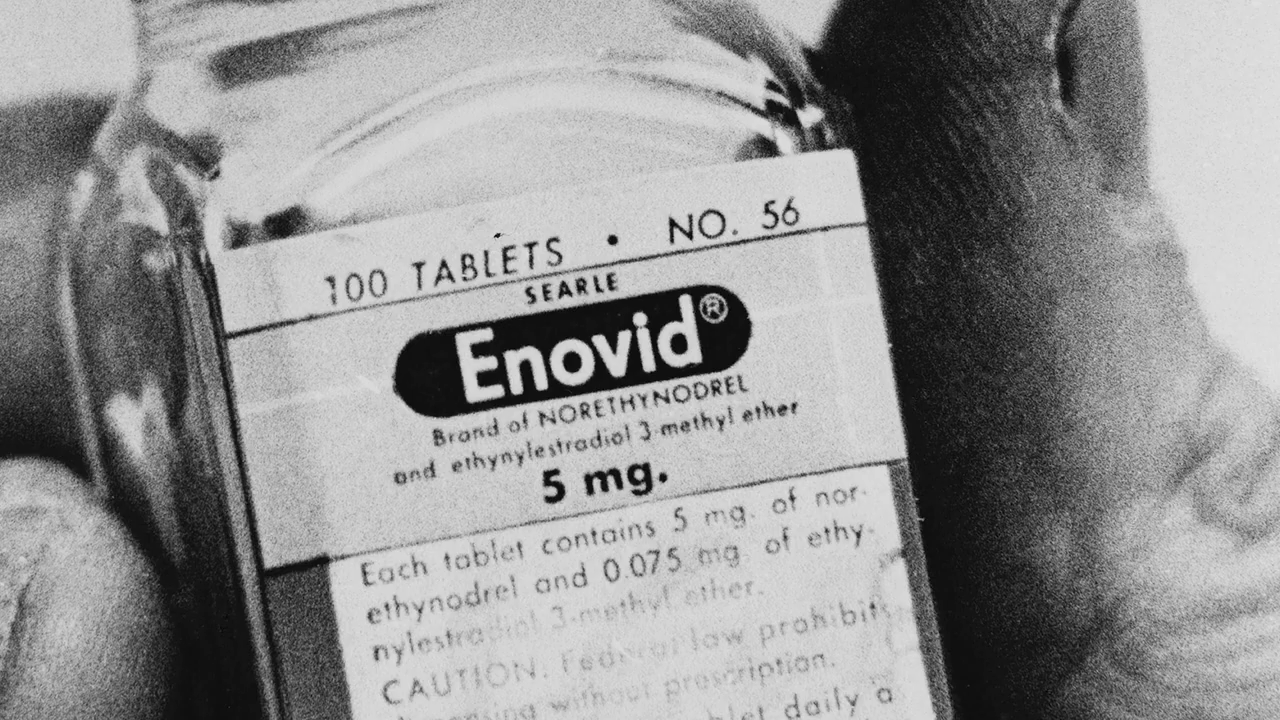 100 TABLETS • NO. 56
SEARLE
Enovid®
Brand of NORETHYNODREL
and ethynylestradiol 3-methyl ether
5 mg.
Each tablet contains 5 mg. of nor-
ethynodrel and 0.075 mg. of ethy-
nylestradiol 3-methyl ether.
CAUTION: Federal law prohibits
dispensing without prescription.
daily a